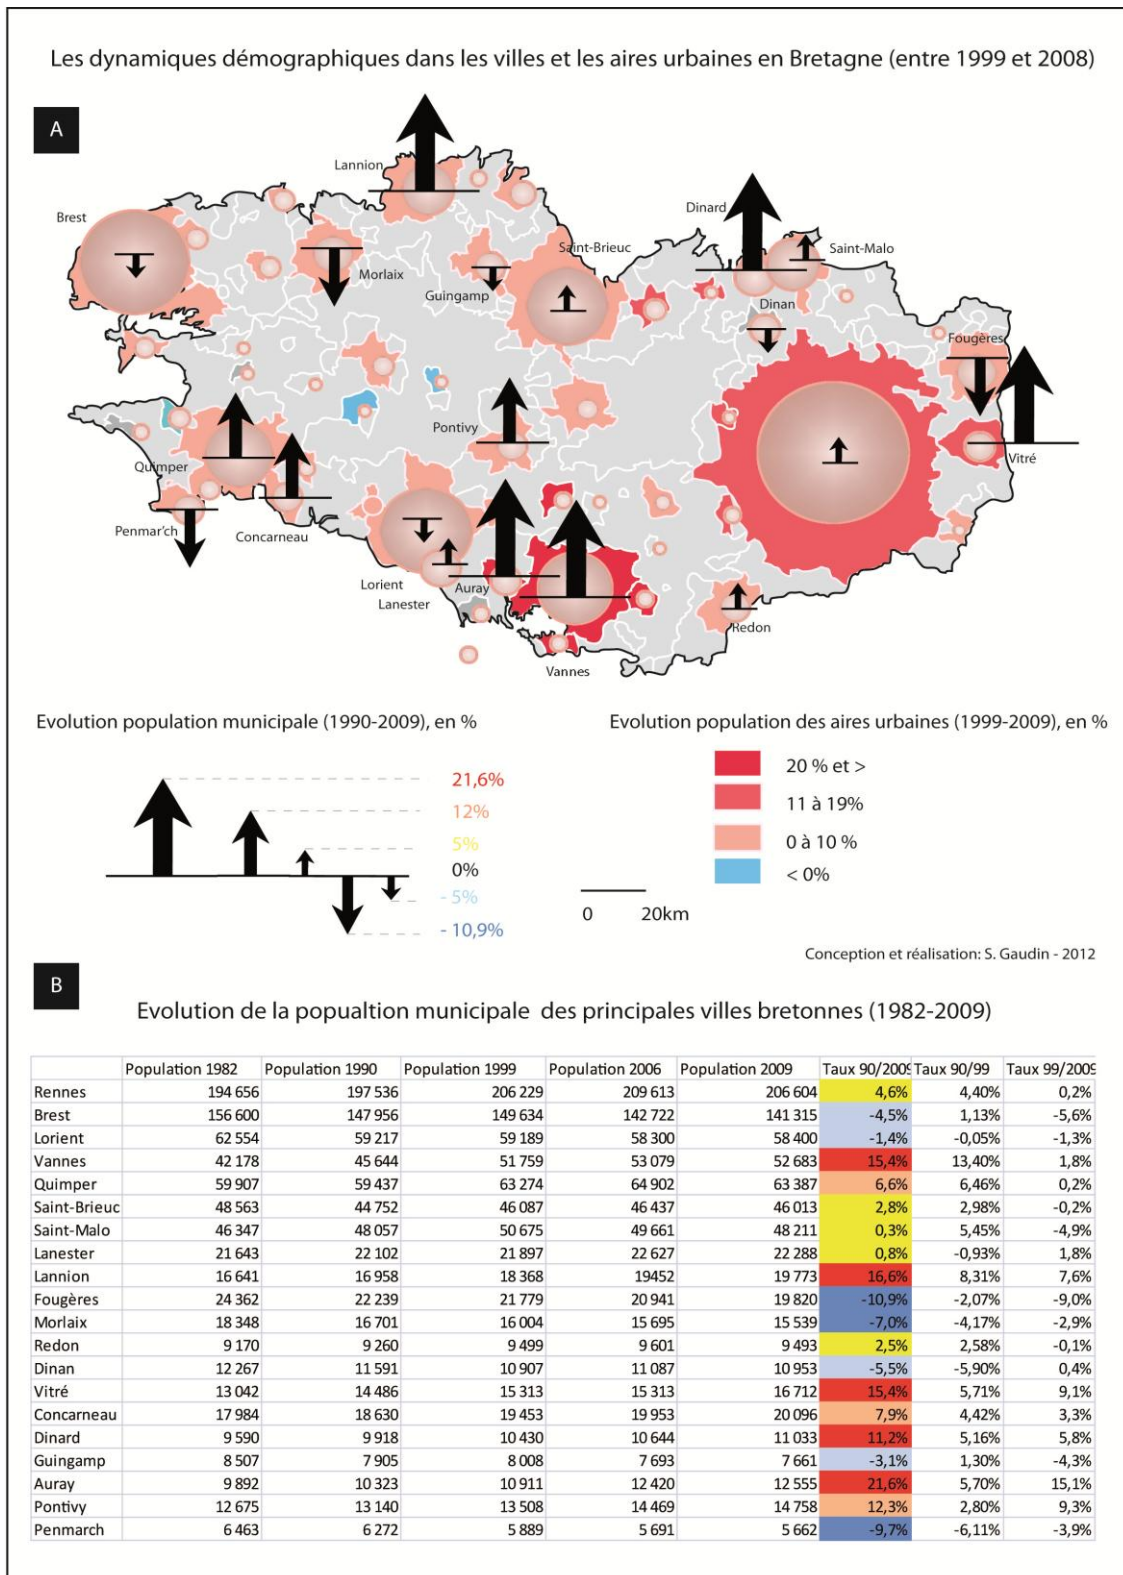 Les dynamiques démographiques dans les villes et les aires urbaines en Bretagne (entre 1999 et 2008)
A
Lannion
Brest
Dinard
Saint-Brieuc
Saint-Malo
Morlaix
Guingamp
Dinan
Fougères
Pontivy
Quimper
Vitré
Penmar'ch
Concarneau
Lorient
Auray
Lanester
Redon
Vannes
Evolution population municipale (1990-2009), en %
21,6%
12%
5%
0%
- 5%
- 10,9%
0 20km
Evolution population des aires urbaines (1999-2009), en %
20 % et >
11 à 19%
0 à 10 %
< 0%
Conception et réalisation: S. Gaudin - 2012
B
Evolution de la popualtion municipale des principales villes bretonnes (1982-2009)
Population 1982 Population 1990 Population 1999 Population 2006 Population 2009 Taux 90/2009 Taux 90/99 Taux 99/2009
Rennes 194 656 197 536 206 229 209 613 206 604 4,6% 4,40% 0,2%
Brest 156 600 147 956 149 634 142 722 141 315 -4,5% 1,13% -5,6%
Lorient 62 554 59 217 59 189 58 300 58 400 -1,4% -0,05% -1,3%
Vannes 42 178 45 644 51 759 53 079 52 683 15,4% 13,40% 1,8%
Quimper 59 907 59 437 63 274 64 902 63 387 6,6% 6,46% 0,2%
Saint-Brieuc 48 563 44 752 46 087 46 437 46 013 2,8% 2,98% -0,2%
Saint-Malo 46 347 48 057 50 675 49 661 48 211 0,3% 5,45% -4,9%
Lanester 21 643 22 102 21 897 22 627 22 288 0,8% -0,93% 1,8%
Lannion 16 641 16 958 18 368 19452 19 773 16,6% 8,31% 7,6%
Fougères 24 362 22 239 21 779 20 941 19 820 -10,9% -2,07% -9,0%
Morlaix 18 348 16 701 16 004 15 695 15 539 -7,0% -4,17% -2,9%
Redon 9 170 9 260 9 499 9 601 9 493 2,5% 2,58% -0,1%
Dinan 12 267 11 591 10 907 11 087 10 953 -5,5% -5,90% 0,4%
Vitré 13 042 14 486 15 313 15 313 16 712 15,4% 5,71% 9,1%
Concarneau 17 984 18 630 19 453 19 953 20 096 7,9% 4,42% 3,3%
Dinard 9 590 9 918 10 430 10 644 11 033 11,2% 5,16% 5,8%
Guingamp 8 507 7 905 8 008 7 693 7 661 -3,1% 1,30% -4,3%
Auray 9 892 10 323 10 911 12 420 12 555 21,6% 5,70% 15,1%
Pontivy 12 675 13 140 13 508 14 469 14 758 12,3% 2,80% 9,3%
Penmarch 6 463 6 272 5 889 5 691 5 662 -9,7% -6,11% -3,9%